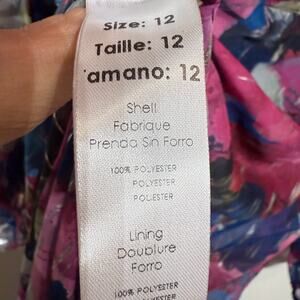 Size: 12
Taille: 12
amano: 12
Shell
Fabrique
Prenda Sin Forro
100% POLYESTER
POLYESTER
POLIESTER
Lining
Doublure
Forro
100% POLYESTER